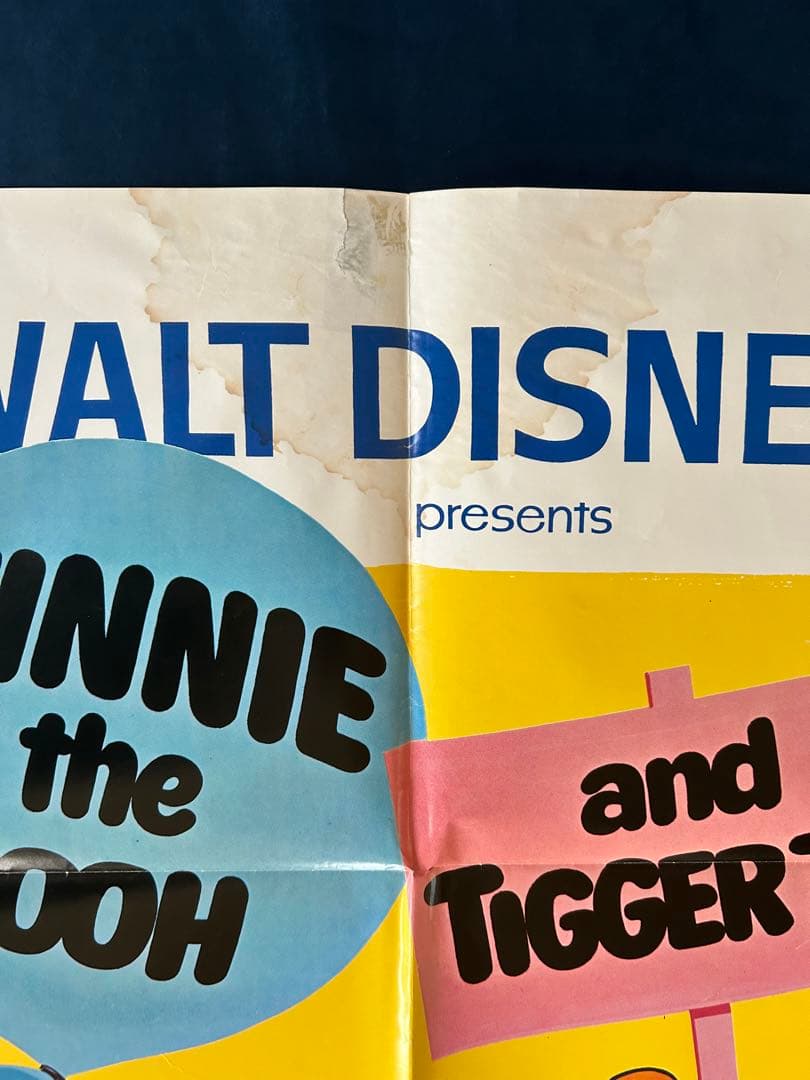 WALT DISNE
presents
INNIE
the
OOH
and
TIGGER T